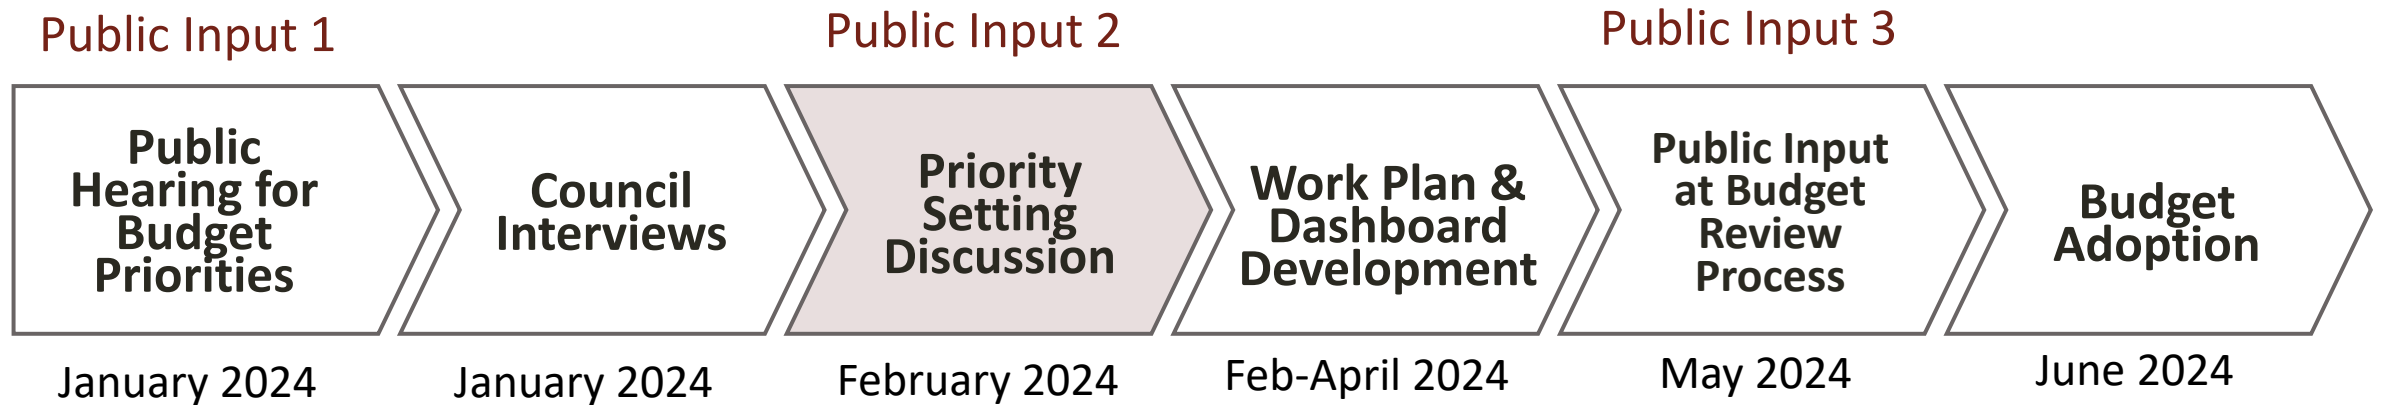 Public Input 1
Public Input 2
Public Input 3
Public
Hearing for
Budget
Priorities
Council
Interviews
Priority
Setting
Discussion
Work Plan &
Dashboard
Development
Public Input
at Budget
Review
Process
Budget
Adoption
January 2024
January 2024
February 2024
Feb-April 2024
May 2024
June 2024